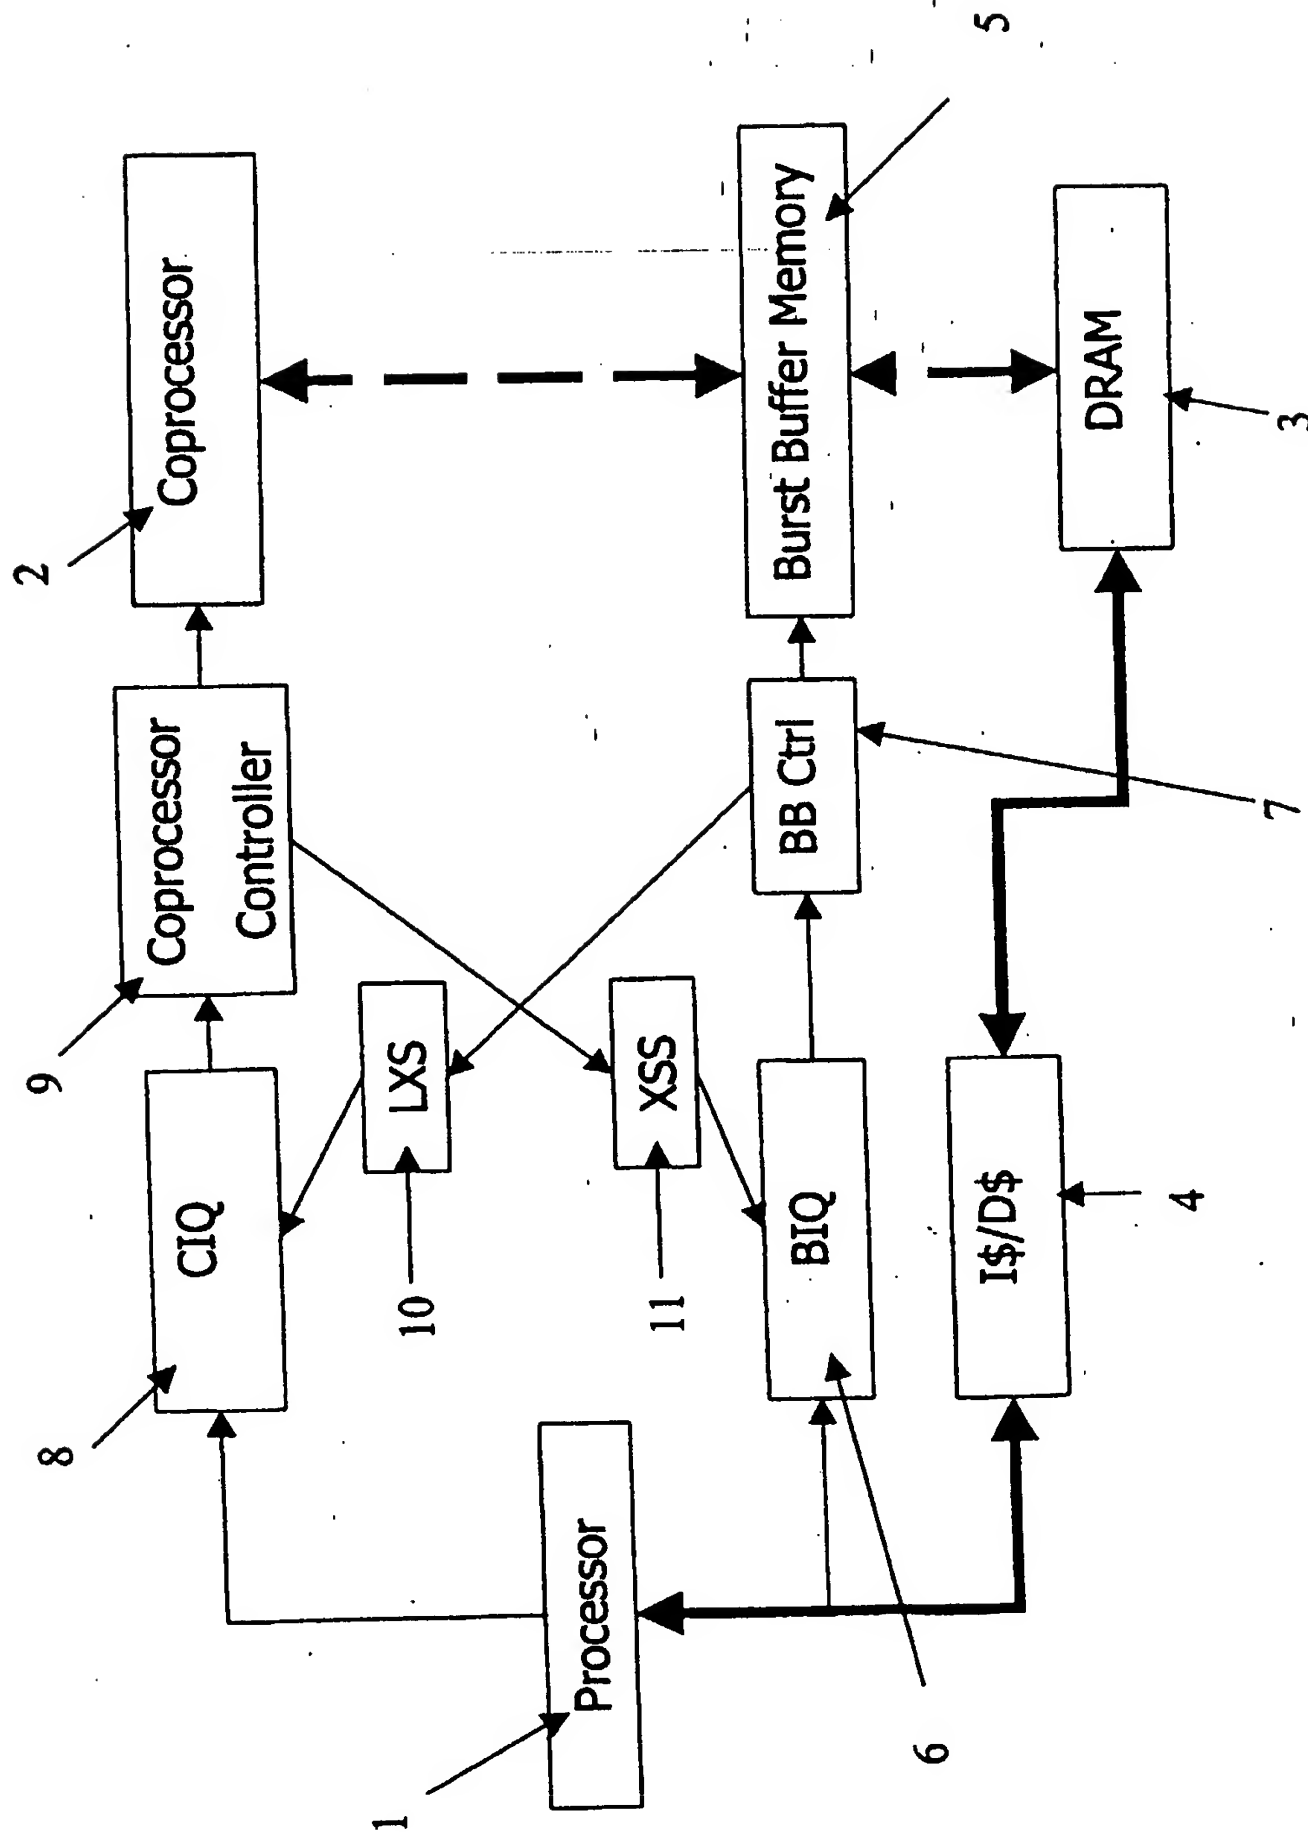 2
Coprocessor
9
Coprocessor
Controller
8
CIQ
10
LXS
1
Processor
11
XSS
5
Burst Buffer Memory
7
BB Ctrl
6
BIQ
3
DRAM
4
I$/D$